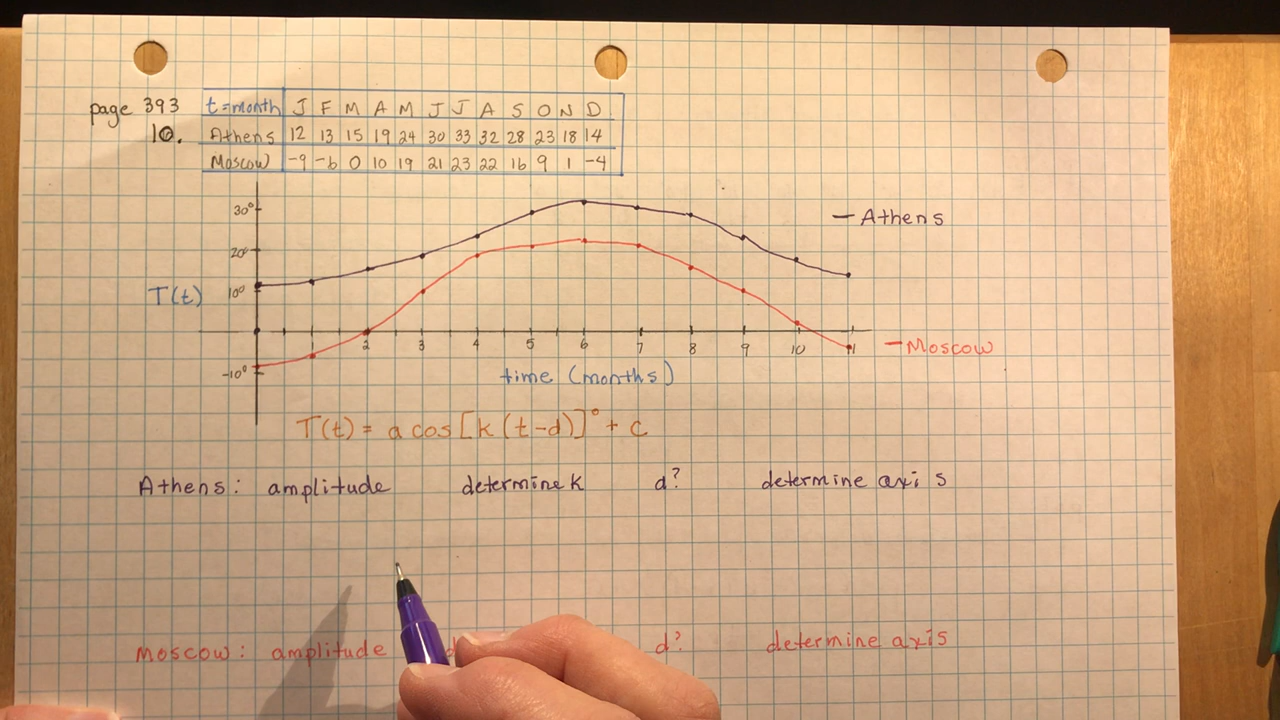 page 393
10.
t=month J F M A M J J A S O N D
Athens 12 13 15 19 24 30 33 32 28 23 18 14
Moscow -9 -6 0 10 19 21 23 22 16 9 1 -4
30°
20°
10°
-10°
T(t)
2 3 4 5 6 7 8 9 10 11
time (months)
— Athens
— Moscow
T(t) = a cos[k(t-d)]° + c
Athens: amplitude determine k d? determine axis
Moscow: amplitude d? determine axis